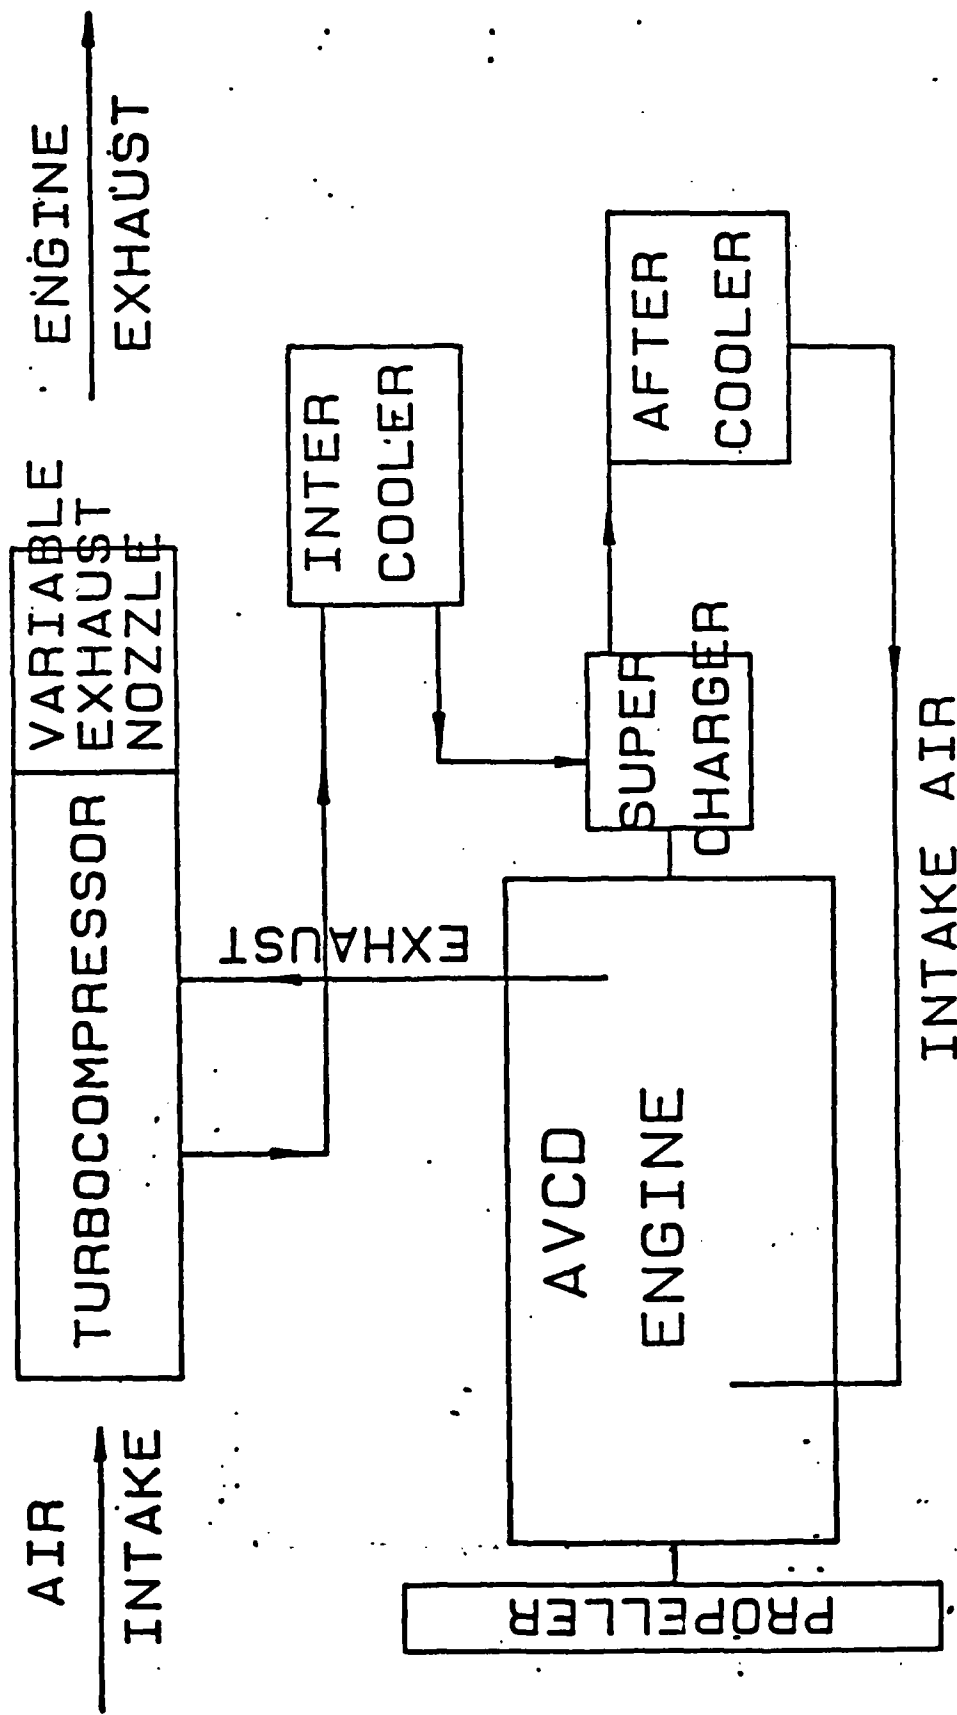 AIR
INTAKE
TURBOCOMPRESSOR
VARIABLE
EXHAUST
NOZZLE
ENGINE
EXHAUST
EXHAUST
INTER
COOLER
PROPELLER
AVCD
ENGINE
SUPER
CHARGER
AFTER
COOLER
INTAKE AIR